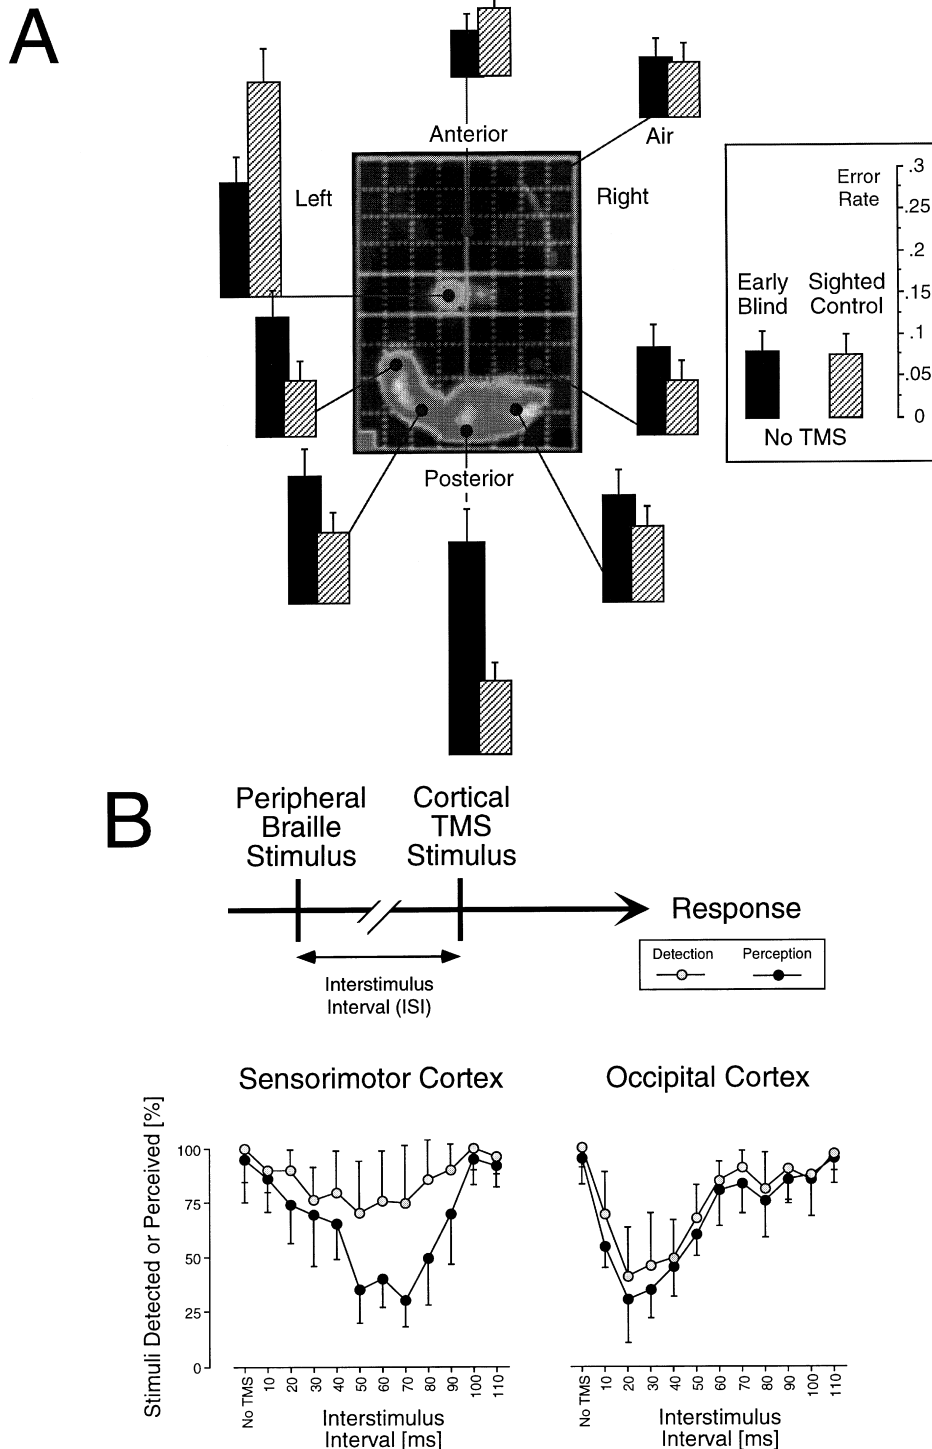 A
Anterior
Air
Left
Right
Error
Rate
.3
.25
.2
.15
.1
.05
0
Early
Blind
Sighted
Control
No TMS
Posterior
B
Peripheral
Braille
Stimulus
Cortical
TMS
Stimulus
Response
Interstimulus
Interval (ISI)
Detection
Perception
Sensorimotor Cortex
Occipital Cortex
Stimuli Detected or Perceived [%]
100
75
50
25
0
No TMS
10
20
30
40
50
60
70
80
90
100
110
Interstimulus
Interval [ms]
No TMS
10
20
30
40
50
60
70
80
90
100
110
Interstimulus
Interval [ms]